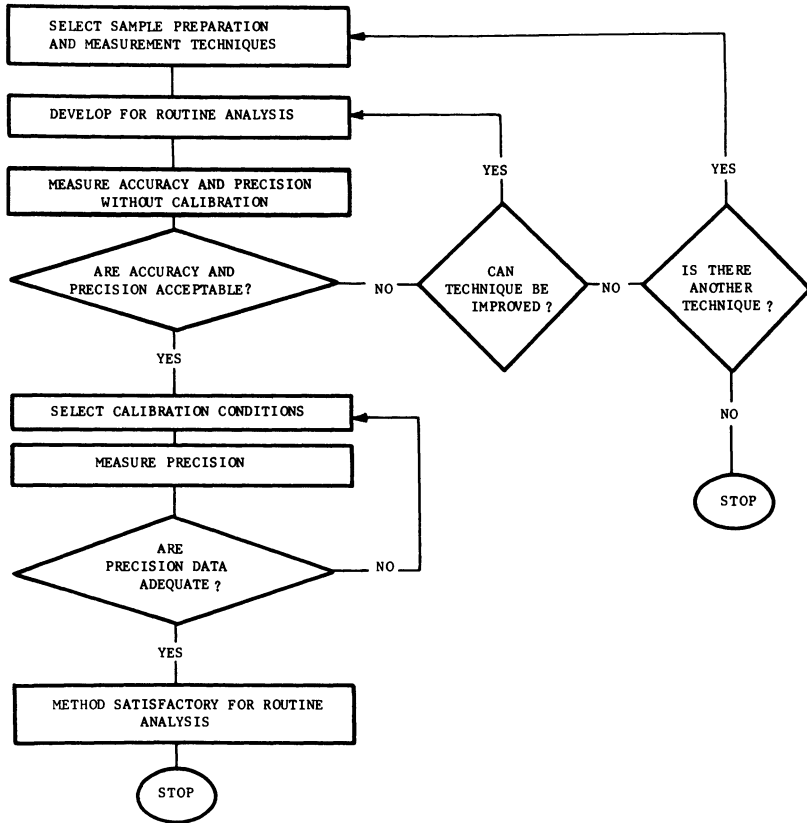 SELECT SAMPLE PREPARATION
AND MEASUREMENT TECHNIQUES
DEVELOP FOR ROUTINE ANALYSIS
YES
YES
MEASURE ACCURACY AND PRECISION
WITHOUT CALIBRATION
ARE ACCURACY AND
PRECISION ACCEPTABLE?
NO
CAN
TECHNIQUE BE
IMPROVED?
NO
IS THERE
ANOTHER
TECHNIQUE?
YES
NO
SELECT CALIBRATION CONDITIONS
MEASURE PRECISION
STOP
ARE
PRECISION DATA
ADEQUATE?
NO
YES
METHOD SATISFACTORY FOR ROUTINE
ANALYSIS
STOP